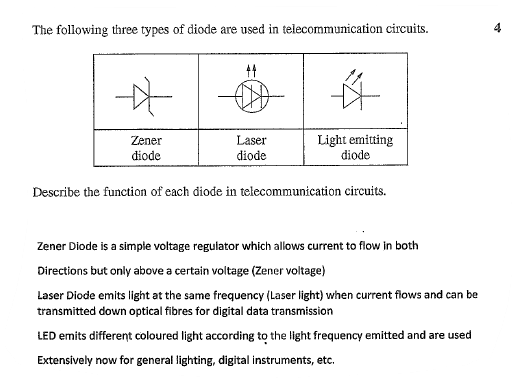 The following three types of diode are used in telecommunication circuits.
4
Zener
diode
Laser
diode
Light emitting
diode
Describe the function of each diode in telecommunication circuits.
Zener Diode is a simple voltage regulator which allows current to flow in both
Directions but only above a certain voltage (Zener voltage)
Laser Diode emits light at the same frequency (Laser light) when current flows and can be
transmitted down optical fibres for digital data transmission
LED emits different coloured light according to the light frequency emitted and are used
Extensively now for general lighting, digital instruments, etc.